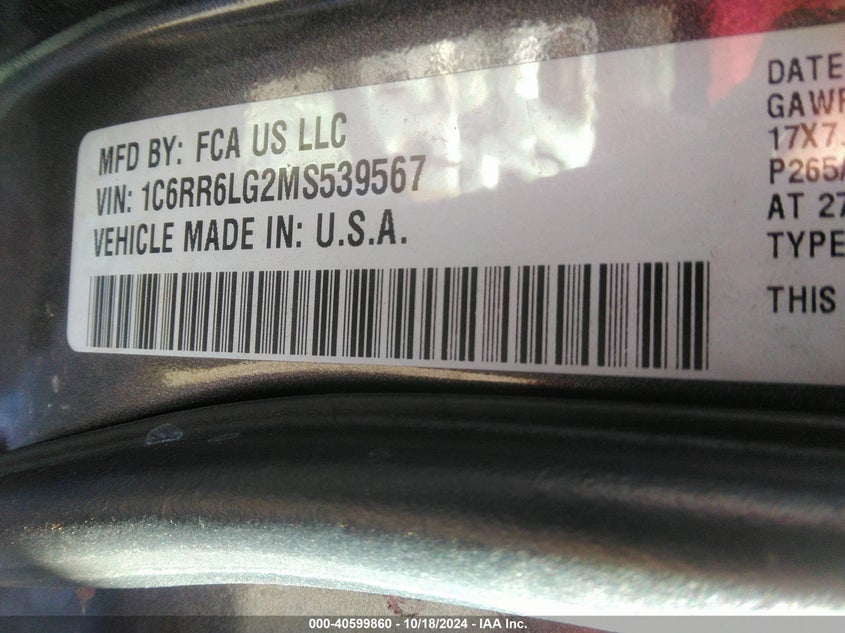 MFD BY: FCA US LLC
VIN: 1C6RR6LG2MS539567
VEHICLE MADE IN: U.S.A.
DATE
GAWR
17X7.
P265/
AT 27
TYPE
THIS
000-40599860 - 10/18/2024 - IAA Inc.